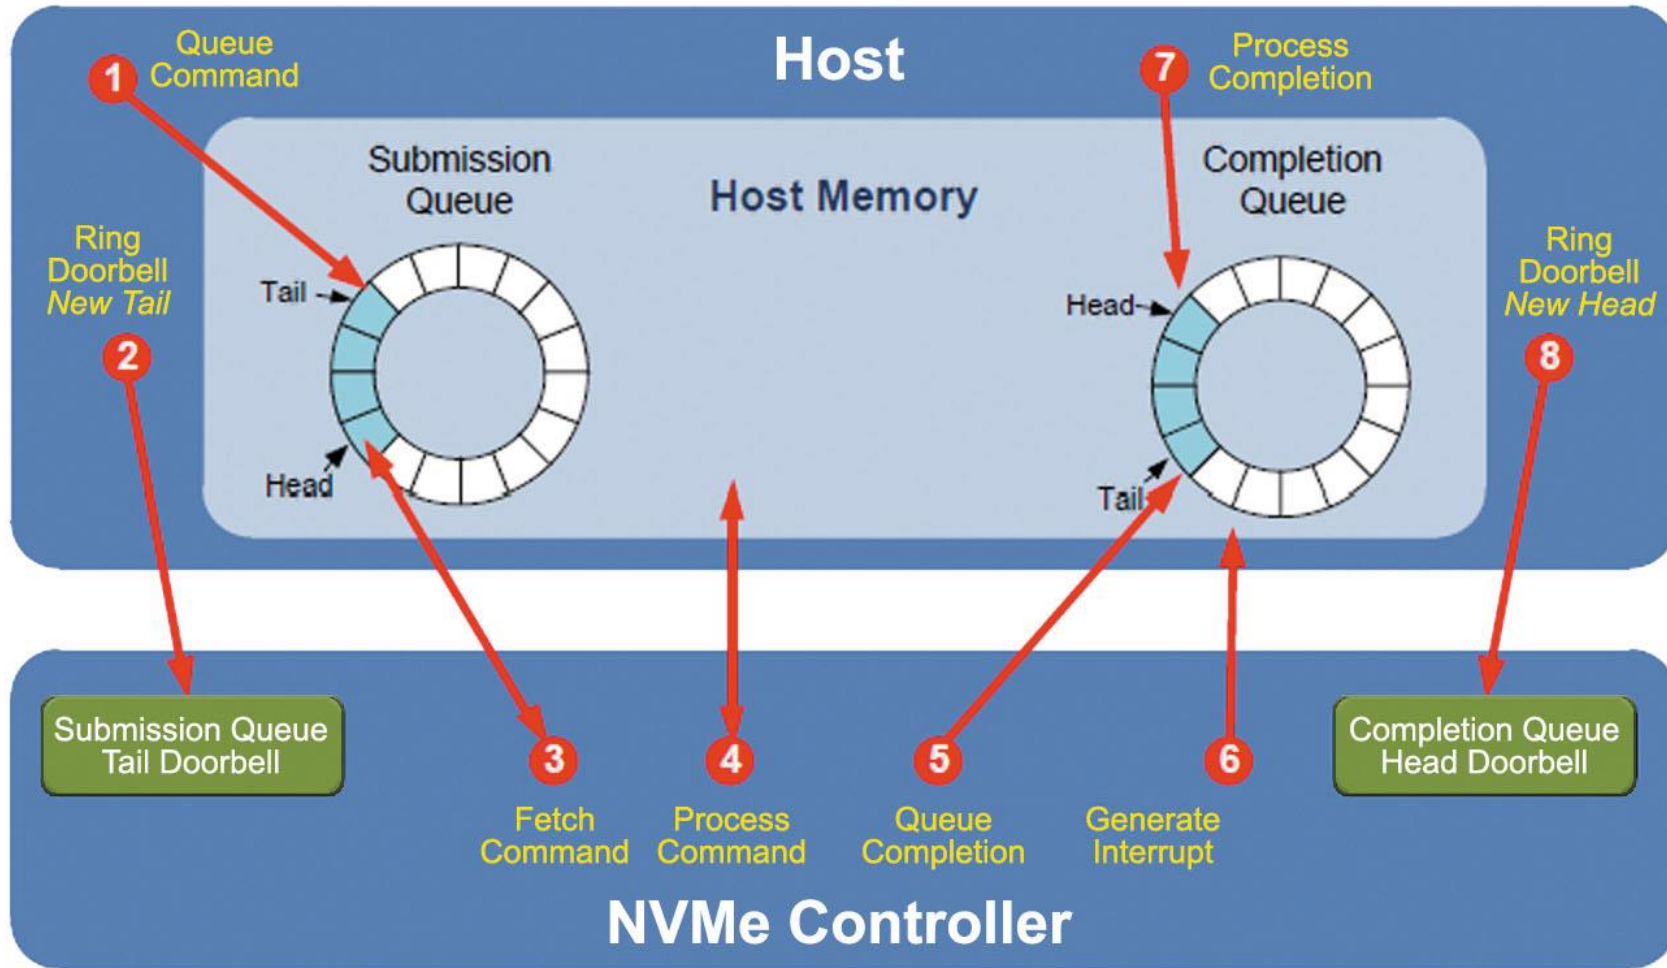 Host
1
Queue
Command
7
Process
Completion
Submission
Queue
Host Memory
Completion
Queue
Ring
Doorbell
New Tail
2
Tail
Head
Head
Tail
Ring
Doorbell
New Head
8
Submission Queue
Tail Doorbell
3
Fetch
Command
4
Process
Command
5
Queue
Completion
6
Generate
Interrupt
Completion Queue
Head Doorbell
NVMe Controller